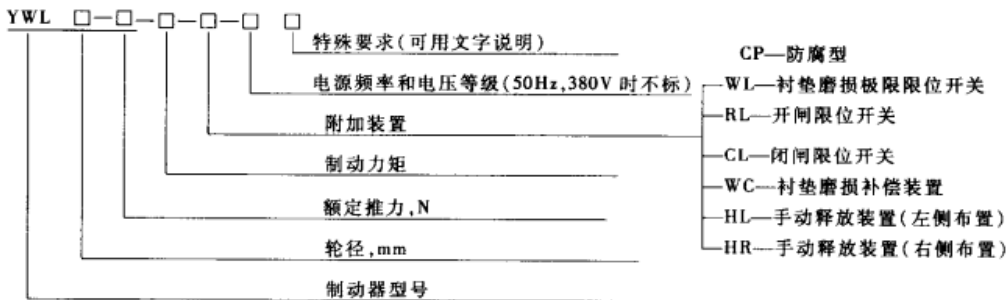 YWL □-□-□-□-□ □
特殊要求(可用文字说明)
CP—防腐型
电源频率和电压等级(50Hz,380V 时不标)
WL—衬垫磨损极限限位开关
附加装置
RL—开闸限位开关
制动力矩
CL—闭闸限位开关
WC—衬垫磨损补偿装置
额定推力,N
HL—手动释放装置(左侧布置)
轮径,mm
HR—手动释放装置(右侧布置)
制动器型号